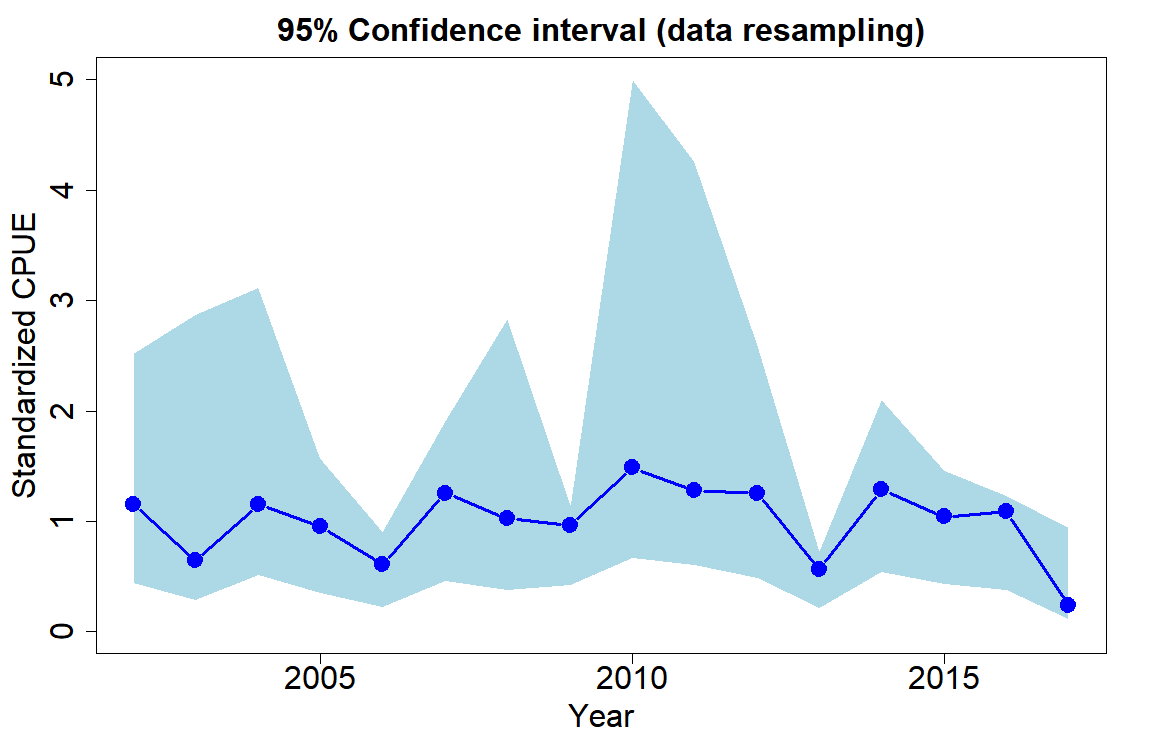 95% Confidence interval (data resampling)
Standardized CPUE
5
4
3
2
1
0
2005 2010 2015
Year